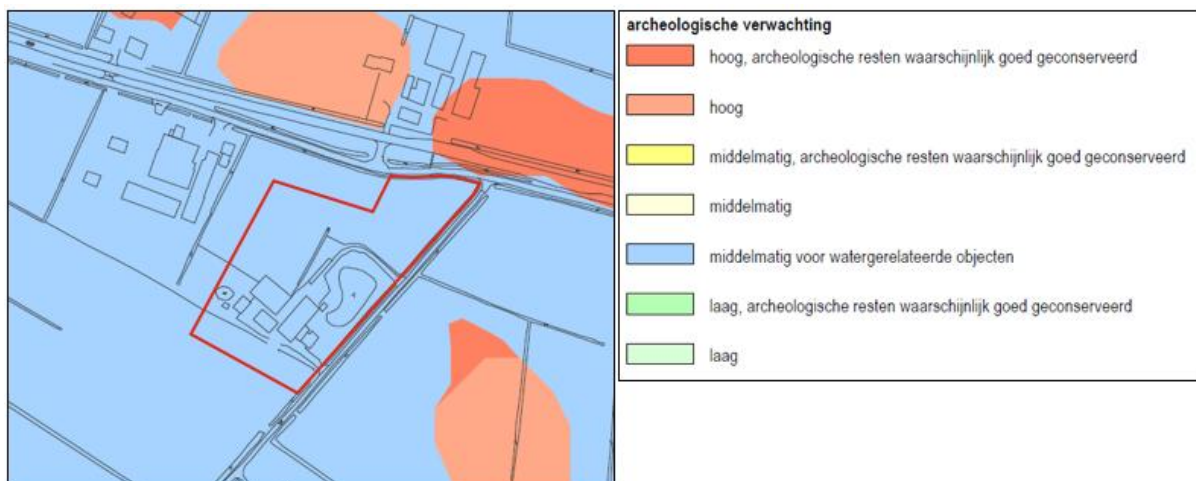 archeologische verwachting
hoog, archeologische resten waarschijnlijk goed geconserveerd
hoog
middelmatig, archeologische resten waarschijnlijk goed geconserveerd
middelmatig
middelmatig voor watergerelateerde objecten
laag, archeologische resten waarschijnlijk goed geconserveerd
laag